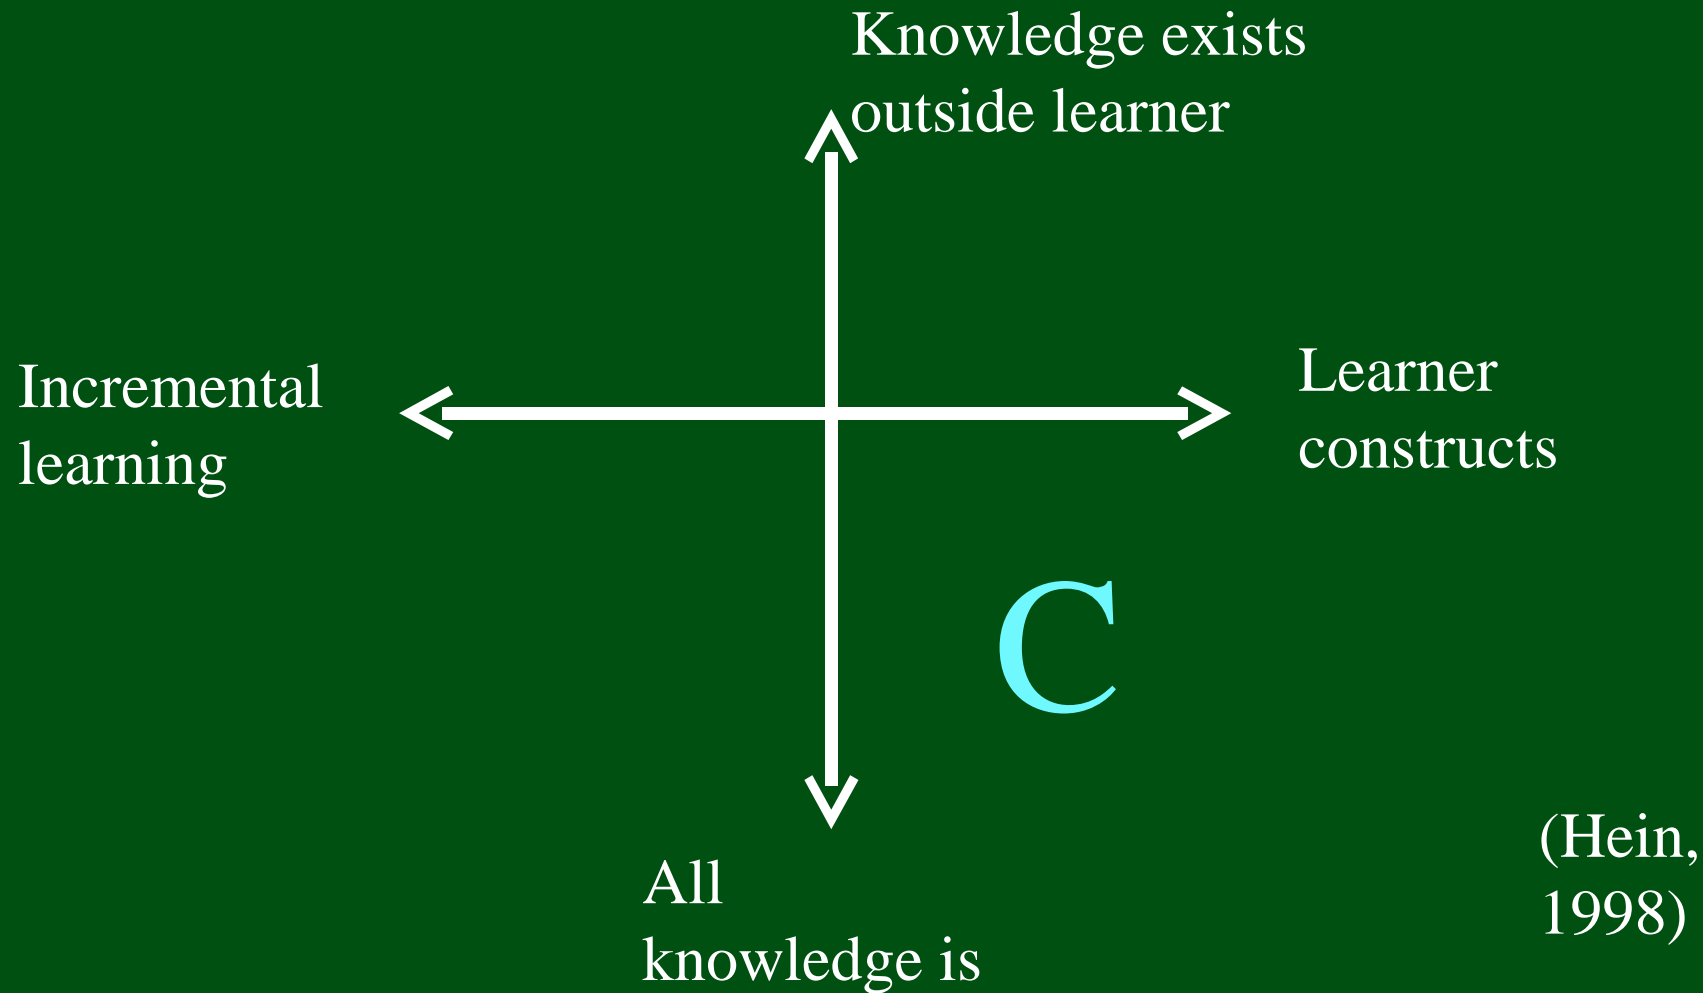 Knowledge exists
outside learner
Incremental
learning
Learner
constructs
C
(Hein,
1998)
All
knowledge is